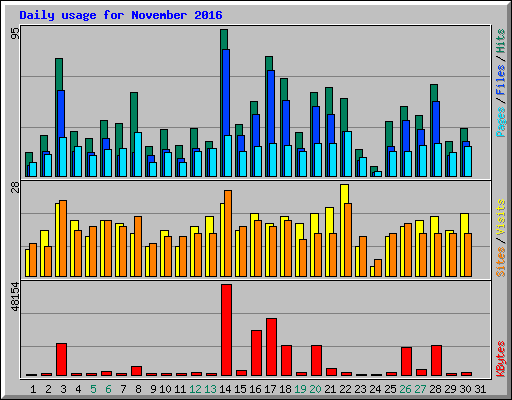 Daily usage for November 2016
95
Pages / Files / Hits
28
Sites / Visits
48154
KBytes
1 2 3 4 5 6 7 8 9 10 11 12 13 14 15 16 17 18 19 20 21 22 23 24 25 26 27 28 29 30 31